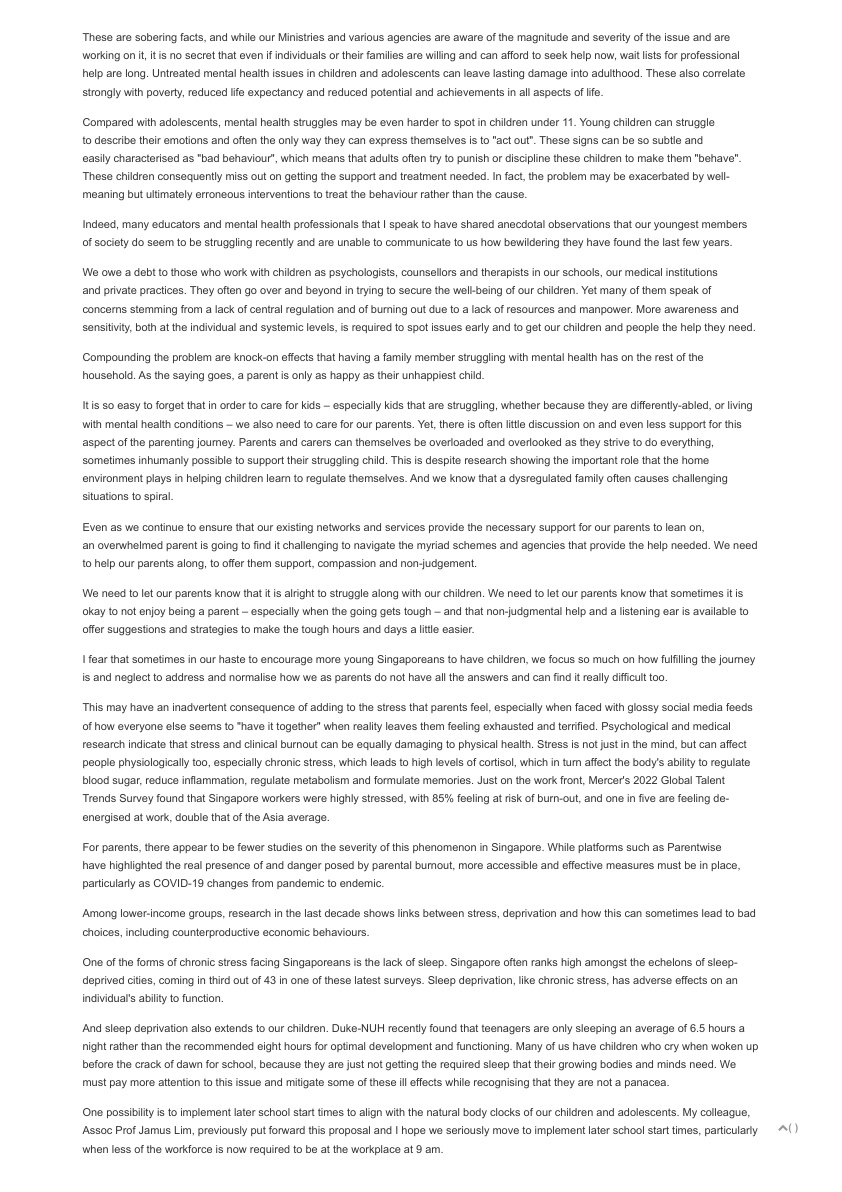 These are sobering facts, and while our Ministries and various agencies are aware of the magnitude and severity of the issue and are
working on it, it is no secret that even if individuals or their families are willing and can afford to seek help now, wait lists for professional
help are long. Untreated mental health issues in children and adolescents can leave lasting damage into adulthood. These also correlate
strongly with poverty, reduced life expectancy and reduced potential and achievements in all aspects of life.
Compared with adolescents, mental health struggles may be even harder to spot in children under 11. Young children can struggle
to describe their emotions and often the only way they can express themselves is to "act out". These signs can be so subtle and
easily characterised as "bad behaviour", which means that adults often try to punish or discipline these children to make them "behave".
These children consequently miss out on getting the support and treatment needed. In fact, the problem may be exacerbated by well-
meaning but ultimately erroneous interventions to treat the behaviour rather than the cause.
Indeed, many educators and mental health professionals that I speak to have shared anecdotal observations that our youngest members
of society do seem to be struggling recently and are unable to communicate to us how bewildering they have found the last few years.
We owe a debt to those who work with children as psychologists, counsellors and therapists in our schools, our medical institutions
and private practices. They often go over and beyond in trying to secure the well-being of our children. Yet many of them speak of
concerns stemming from a lack of central regulation and of burning out due to a lack of resources and manpower. More awareness and
sensitivity, both at the individual and systemic levels, is required to spot issues early and to get our children and people the help they need.
Compounding the problem are knock-on effects that having a family member struggling with mental health has on the rest of the
household. As the saying goes, a parent is only as happy as their unhappiest child.
It is so easy to forget that in order to care for kids – especially kids that are struggling, whether because they are differently-abled, or living
with mental health conditions – we also need to care for our parents. Yet, there is often little discussion on and even less support for this
aspect of the parenting journey. Parents and carers can themselves be overloaded and overlooked as they strive to do everything,
sometimes inhumanly possible to support their struggling child. This is despite research showing the important role that the home
environment plays in helping children learn to regulate themselves. And we know that a dysregulated family often causes challenging
situations to spiral.
Even as we continue to ensure that our existing networks and services provide the necessary support for our parents to lean on,
an overwhelmed parent is going to find it challenging to navigate the myriad schemes and agencies that provide the help needed. We need
to help our parents along, to offer them support, compassion and non-judgement.
We need to let our parents know that it is alright to struggle along with our children. We need to let our parents know that sometimes it is
okay to not enjoy being a parent – especially when the going gets tough – and that non-judgmental help and a listening ear is available to
offer suggestions and strategies to make the tough hours and days a little easier.
I fear that sometimes in our haste to encourage more young Singaporeans to have children, we focus so much on how fulfilling the journey
is and neglect to address and normalise how we as parents do not have all the answers and can find it really difficult too.
This may have an inadvertent consequence of adding to the stress that parents feel, especially when faced with glossy social media feeds
of how everyone else seems to "have it together" when reality leaves them feeling exhausted and terrified. Psychological and medical
research indicate that stress and clinical burnout can be equally damaging to physical health. Stress is not just in the mind, but can affect
people physiologically too, especially chronic stress, which leads to high levels of cortisol, which in turn affect the body's ability to regulate
blood sugar, reduce inflammation, regulate metabolism and formulate memories. Just on the work front, Mercer's 2022 Global Talent
Trends Survey found that Singapore workers were highly stressed, with 85% feeling at risk of burn-out, and one in five are feeling de-
energised at work, double that of the Asia average.
For parents, there appear to be fewer studies on the severity of this phenomenon in Singapore. While platforms such as Parentwise
have highlighted the real presence of and danger posed by parental burnout, more accessible and effective measures must be in place,
particularly as COVID-19 changes from pandemic to endemic.
Among lower-income groups, research in the last decade shows links between stress, deprivation and how this can sometimes lead to bad
choices, including counterproductive economic behaviours.
One of the forms of chronic stress facing Singaporeans is the lack of sleep. Singapore often ranks high amongst the echelons of sleep-
deprived cities, coming in third out of 43 in one of these latest surveys. Sleep deprivation, like chronic stress, has adverse effects on an
individual's ability to function.
And sleep deprivation also extends to our children. Duke-NUH recently found that teenagers are only sleeping an average of 6.5 hours a
night rather than the recommended eight hours for optimal development and functioning. Many of us have children who cry when woken up
before the crack of dawn for school, because they are just not getting the required sleep that their growing bodies and minds need. We
must pay more attention to this issue and mitigate some of these ill effects while recognising that they are not a panacea.
One possibility is to implement later school start times to align with the natural body clocks of our children and adolescents. My colleague,
Assoc Prof Jamus Lim, previously put forward this proposal and I hope we seriously move to implement later school start times, particularly
when less of the workforce is now required to be at the workplace at 9 am.
( )